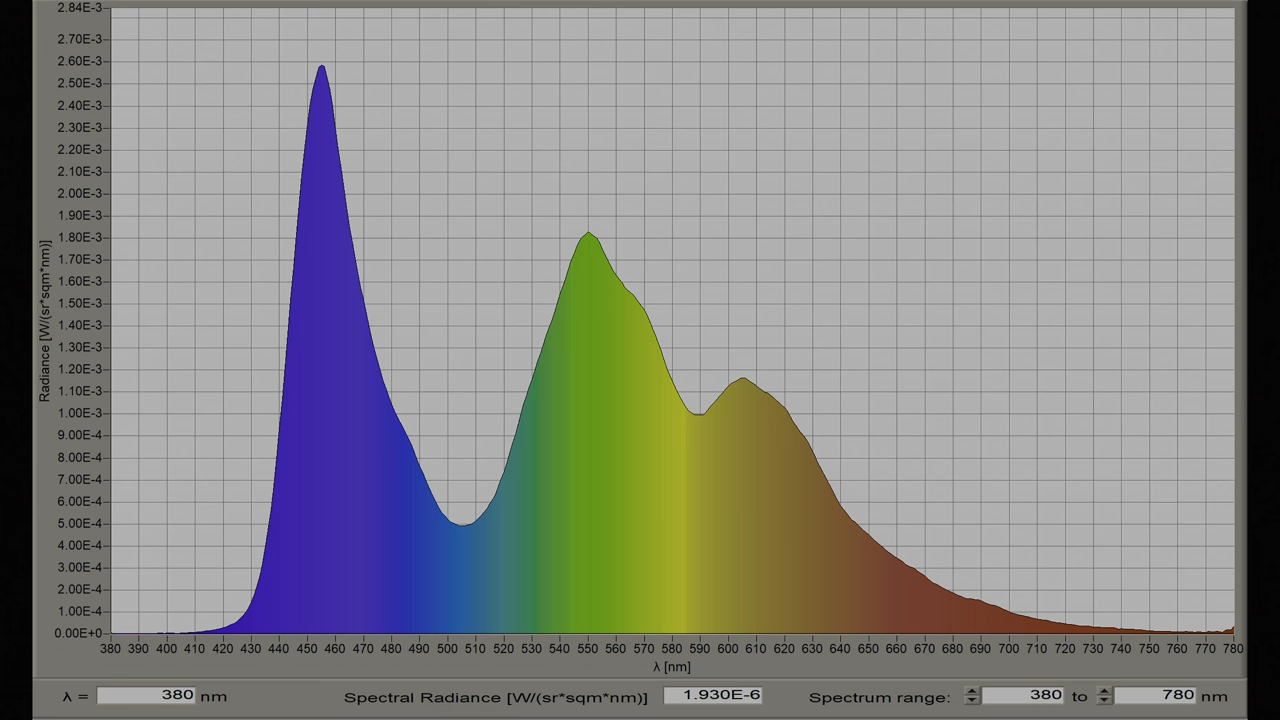 2.84E-3
2.70E-3
2.60E-3
2.50E-3
2.40E-3
2.30E-3
2.20E-3
2.10E-3
2.00E-3
1.90E-3
1.80E-3
1.70E-3
1.60E-3
1.50E-3
1.40E-3
1.30E-3
1.20E-3
1.10E-3
1.00E-3
9.00E-4
8.00E-4
7.00E-4
6.00E-4
5.00E-4
4.00E-4
3.00E-4
2.00E-4
1.00E-4
0.00E+0
Radiance [W/(sr*sqm*nm)]
380 390 400 410 420 430 440 450 460 470 480 490 500 510 520 530 540 550 560 570 580 590 600 610 620 630 640 650 660 670 680 690 700 710 720 730 740 750 760 770 780
λ [nm]
λ = 380 nm Spectral Radiance [W/(sr*sqm*nm)] 1.930E-6 Spectrum range: 380 to 780 nm